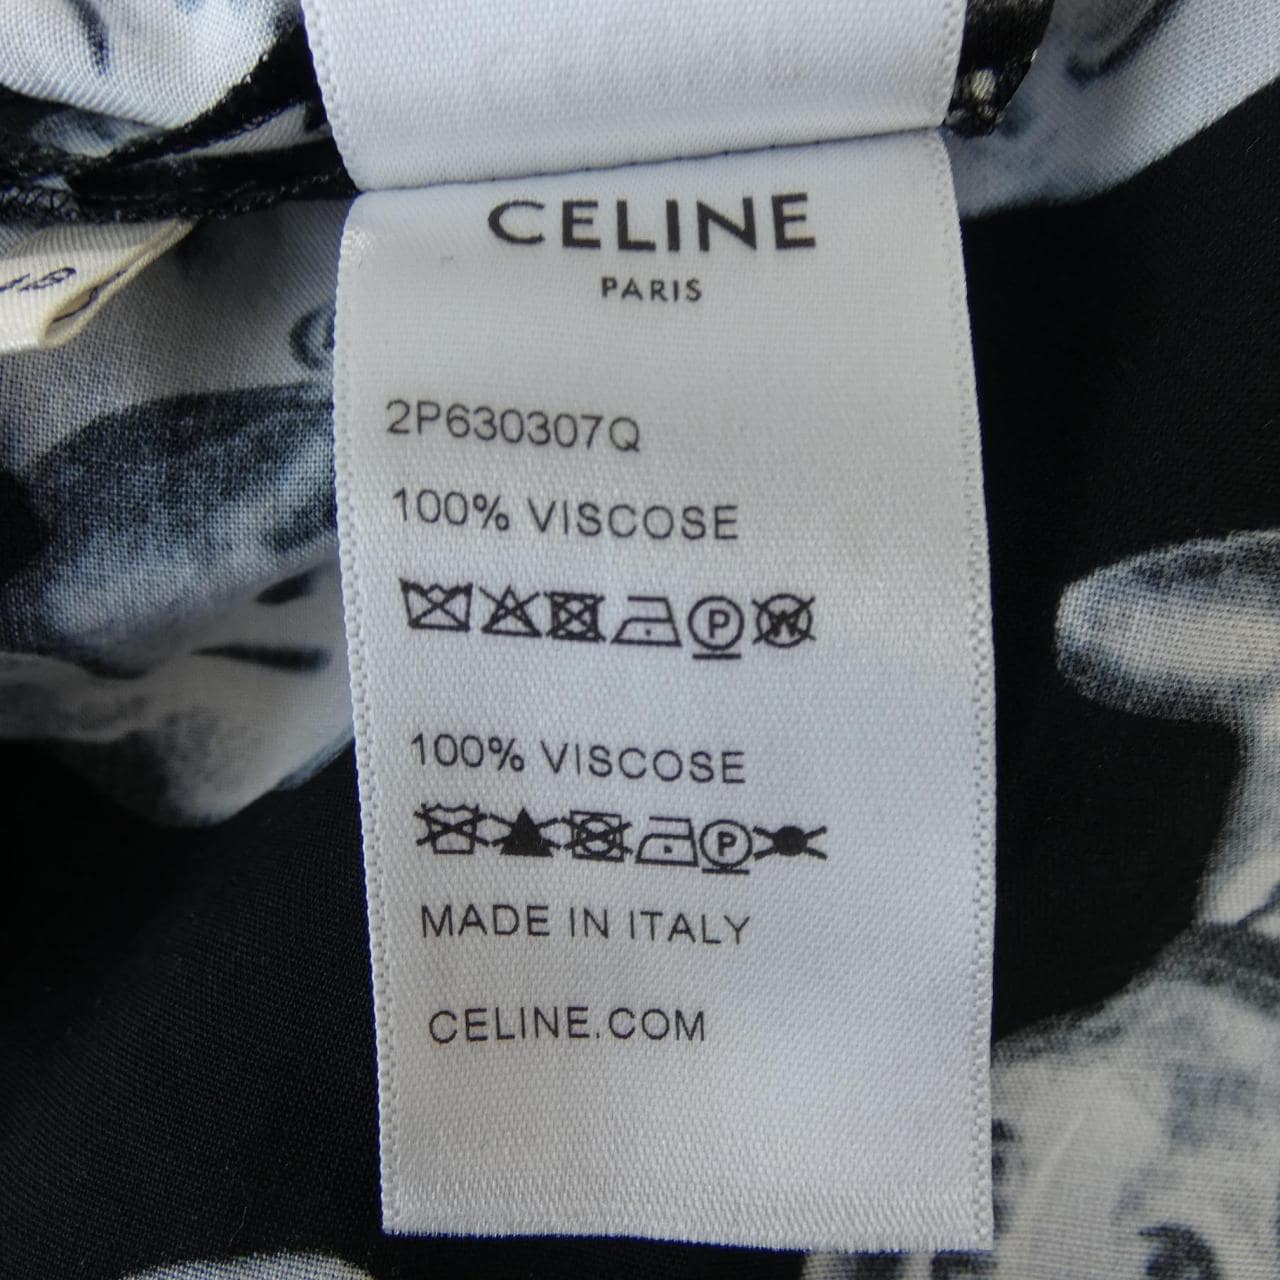 CELINE
PARIS
2P630307Q
100% VISCOSE
P W
100% VISCOSE
P
MADE IN ITALY
CELINE.COM